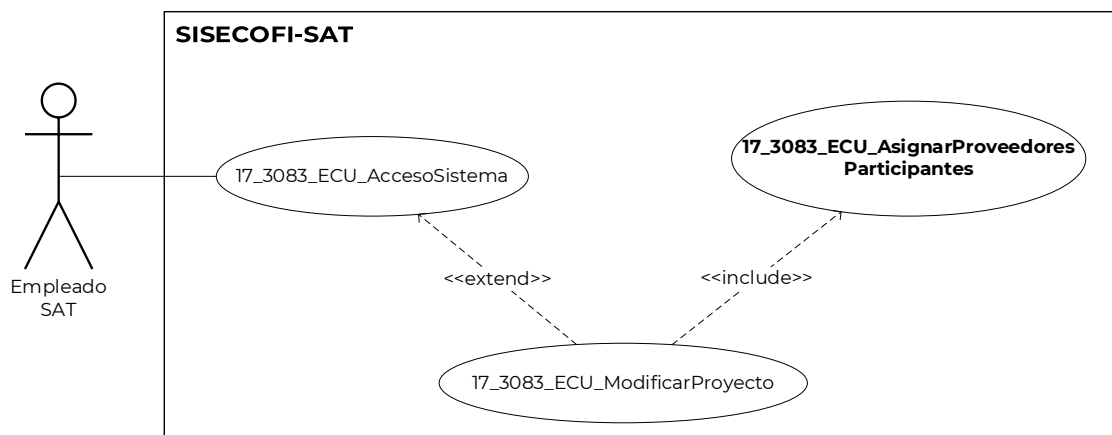 SISECOFI-SAT
17_3083_ECU_AsignarProveedores
Participantes
17_3083_ECU_AccesoSistema
<<extend>>
<<include>>
Empleado
SAT
17_3083_ECU_ModificarProyecto